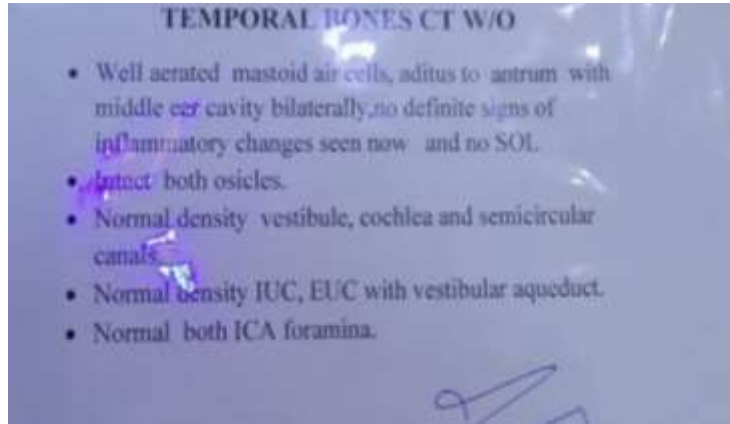 TEMPORAL BONES CT W/O
• Well aerated mastoid air cells, aditus to antrum with
middle ear cavity bilaterally,no definite signs of
inflammatory changes seen now and no SOL.
• Intact both osicles.
• Normal density vestibule, cochlea and semicircular
canals.
• Normal density IUC, EUC with vestibular aqueduct.
• Normal both ICA foramina.